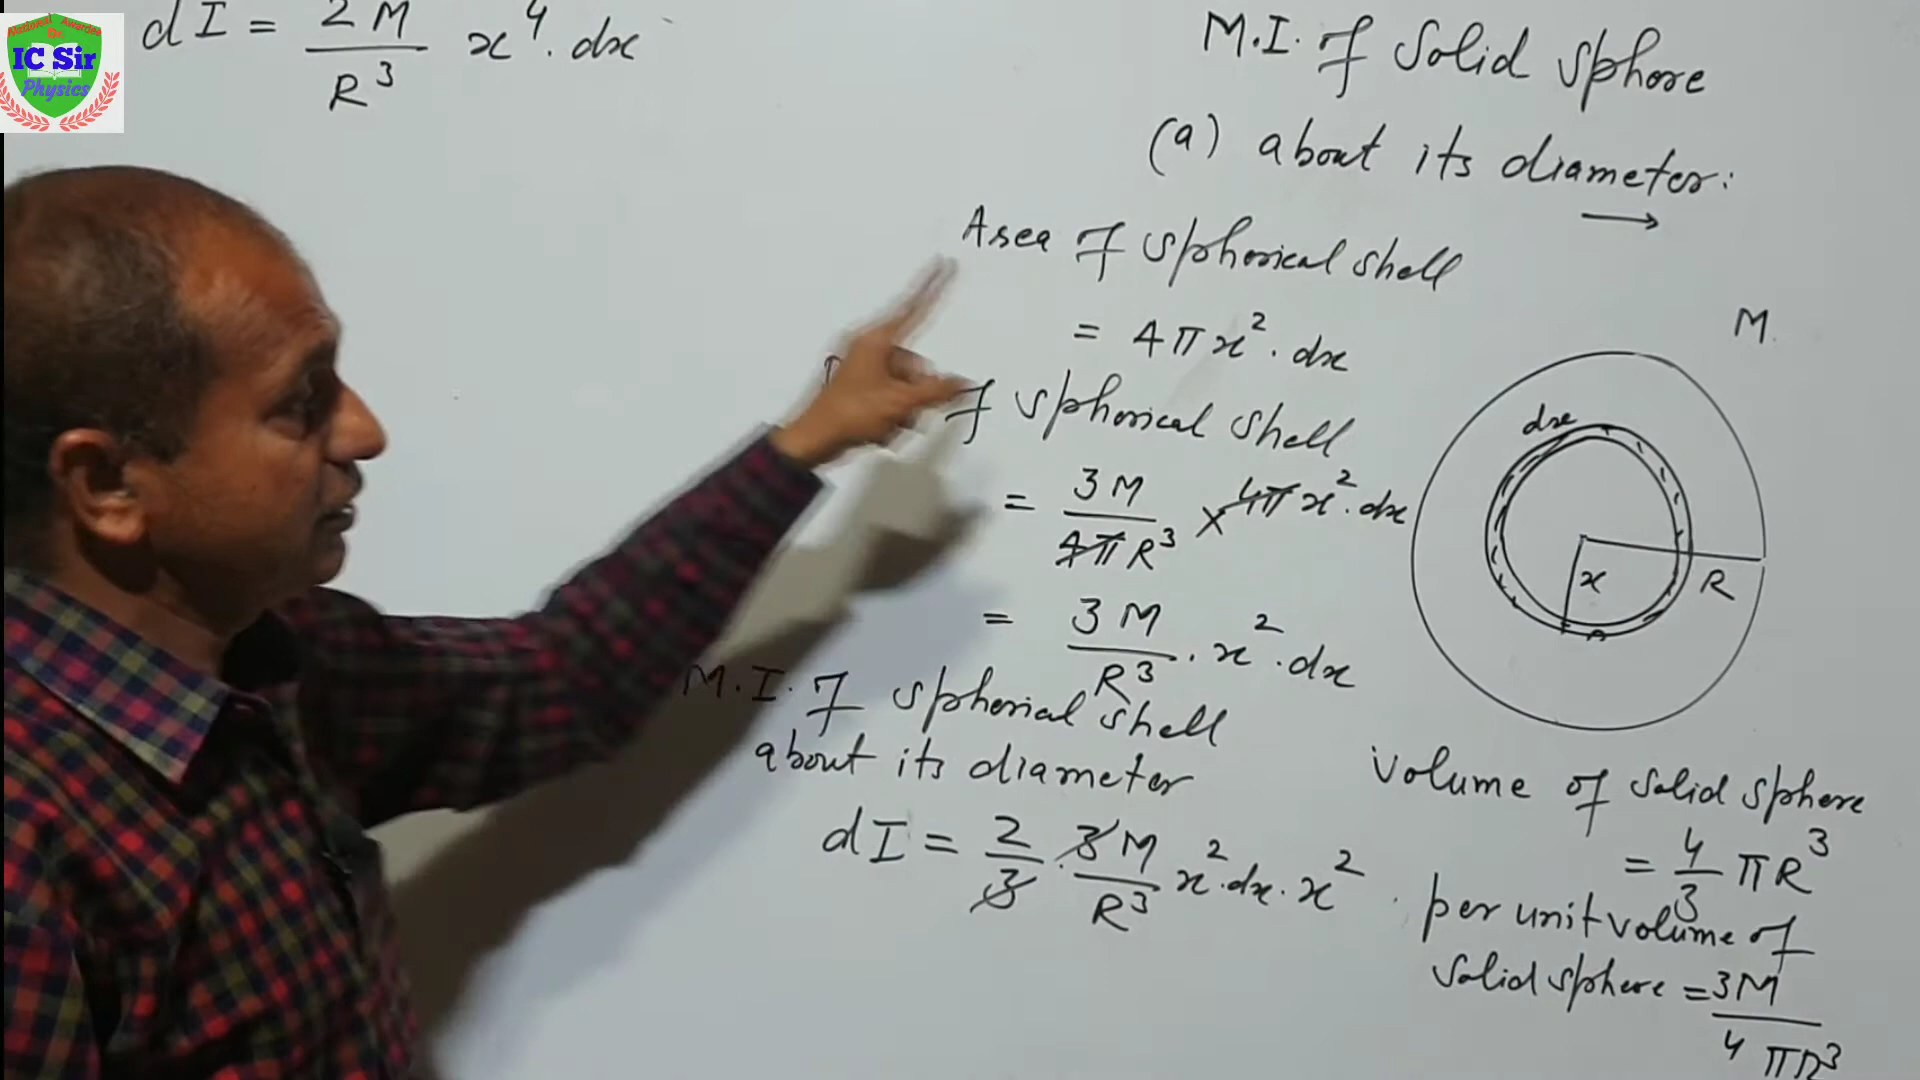 National Awardee
Dr.
IC Sir
Physics
dI = 2M/R³ x⁴. dx
M.I. of Solid Sphere
(a) about its diameter:
→
Area of Spherical shell
= 4πx². dx
of Spherical Shell
= 3M/4πR³ × 4πx². dx
= 3M/R³ . x². dx
M.I. of spherical shell
about its diameter
dI = 2/3 . 3M/R³ x². dx. x²
M.
dx
x
R
Volume of Solid Sphere
= 4/3 πR³
per unit volume of
Solid sphere = 3M/4πR³